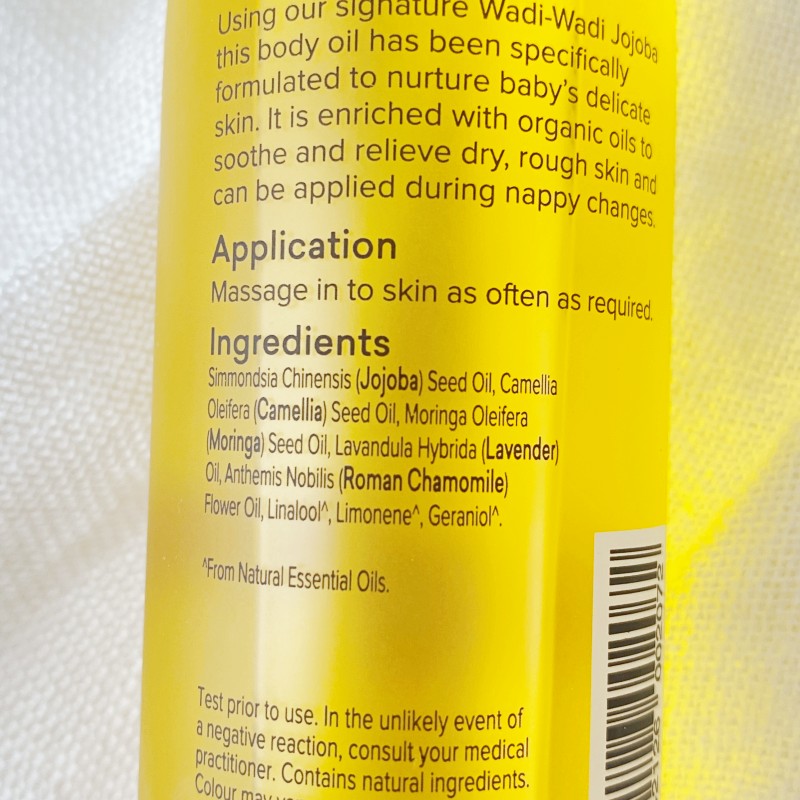 Using our signature Wadi-Wadi Jojoba
this body oil has been specifically
formulated to nurture baby's delicate
skin. It is enriched with organic oils to
soothe and relieve dry, rough skin and
can be applied during nappy changes.
Application
Massage in to skin as often as required.
Ingredients
Simmondsia Chinensis (Jojoba) Seed Oil, Camellia
Oleifera (Camellia) Seed Oil, Moringa Oleifera
(Moringa) Seed Oil, Lavandula Hybrida (Lavender)
Oil, Anthemis Nobilis (Roman Chamomile)
Flower Oil, Linalool^, Limonene^, Geraniol^.
^From Natural Essential Oils.
Test prior to use. In the unlikely event of
a negative reaction, consult your medical
practitioner. Contains natural ingredients.
Colour may
002072